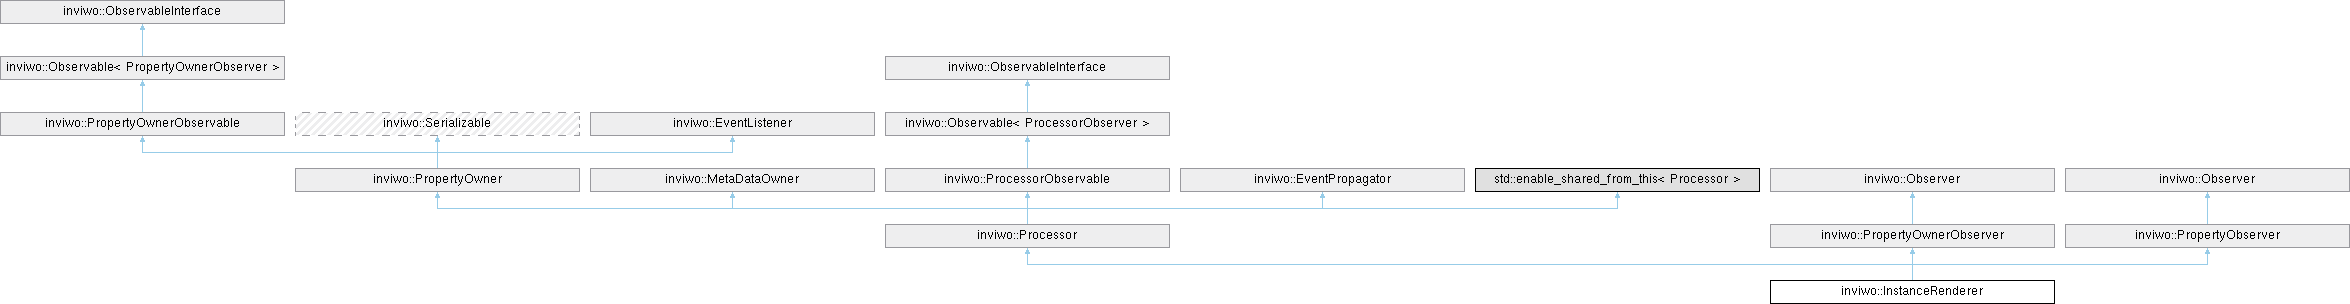 inviwo::ObservableInterface
inviwo::Observable< PropertyOwnerObserver >
inviwo::ObservableInterface
inviwo::PropertyOwnerObservable
inviwo::Serializable
inviwo::EventListener
inviwo::Observable< ProcessorObserver >
inviwo::PropertyOwner
inviwo::MetaDataOwner
inviwo::ProcessorObservable
inviwo::EventPropagator
std::enable_shared_from_this< Processor >
inviwo::Observer
inviwo::Observer
inviwo::Processor
inviwo::PropertyOwnerObserver
inviwo::PropertyObserver
inviwo::InstanceRenderer